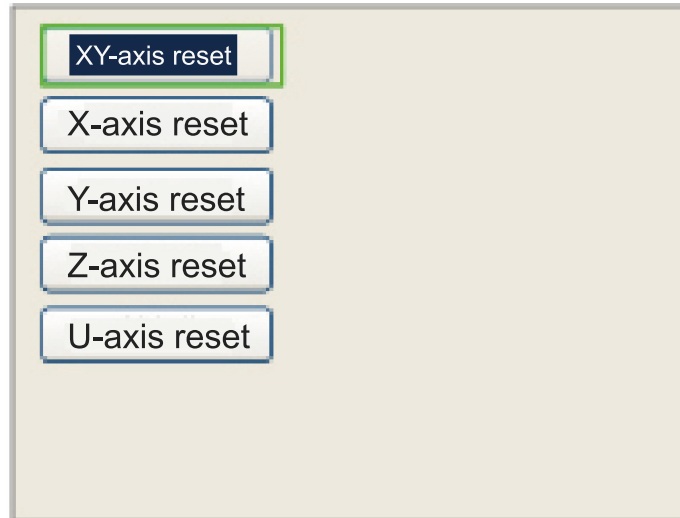 XY-axis reset
X-axis reset
Y-axis reset
Z-axis reset
U-axis reset